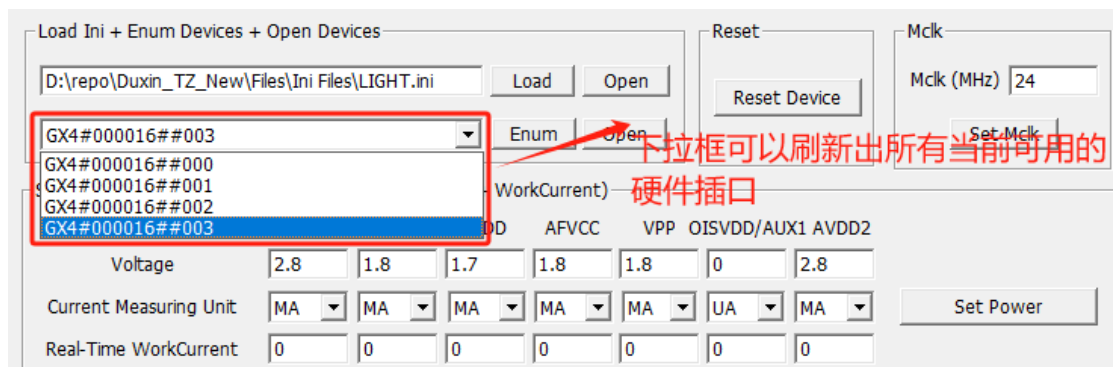 Load Ini + Enum Devices + Open Devices
Reset
Mclk
D:\repo\Duxin_TZ_New\Files\Ini Files\LIGHT.ini
Load
Open
Reset Device
Mclk (MHz)
24
GX4#000016##003
Enum
Open
Set Mclk
下拉框可以刷新出所有当前可用的
硬件插口
GX4#000016##000
GX4#000016##001
GX4#000016##002
GX4#000016##003
WorkCurrent)
AFVCC
VPP
OISVDD/AUX1
AVDD2
Voltage
2.8
1.8
1.7
1.8
1.8
0
2.8
Current Measuring Unit
MA
MA
MA
MA
MA
UA
MA
Set Power
Real-Time WorkCurrent
0
0
0
0
0
0
0